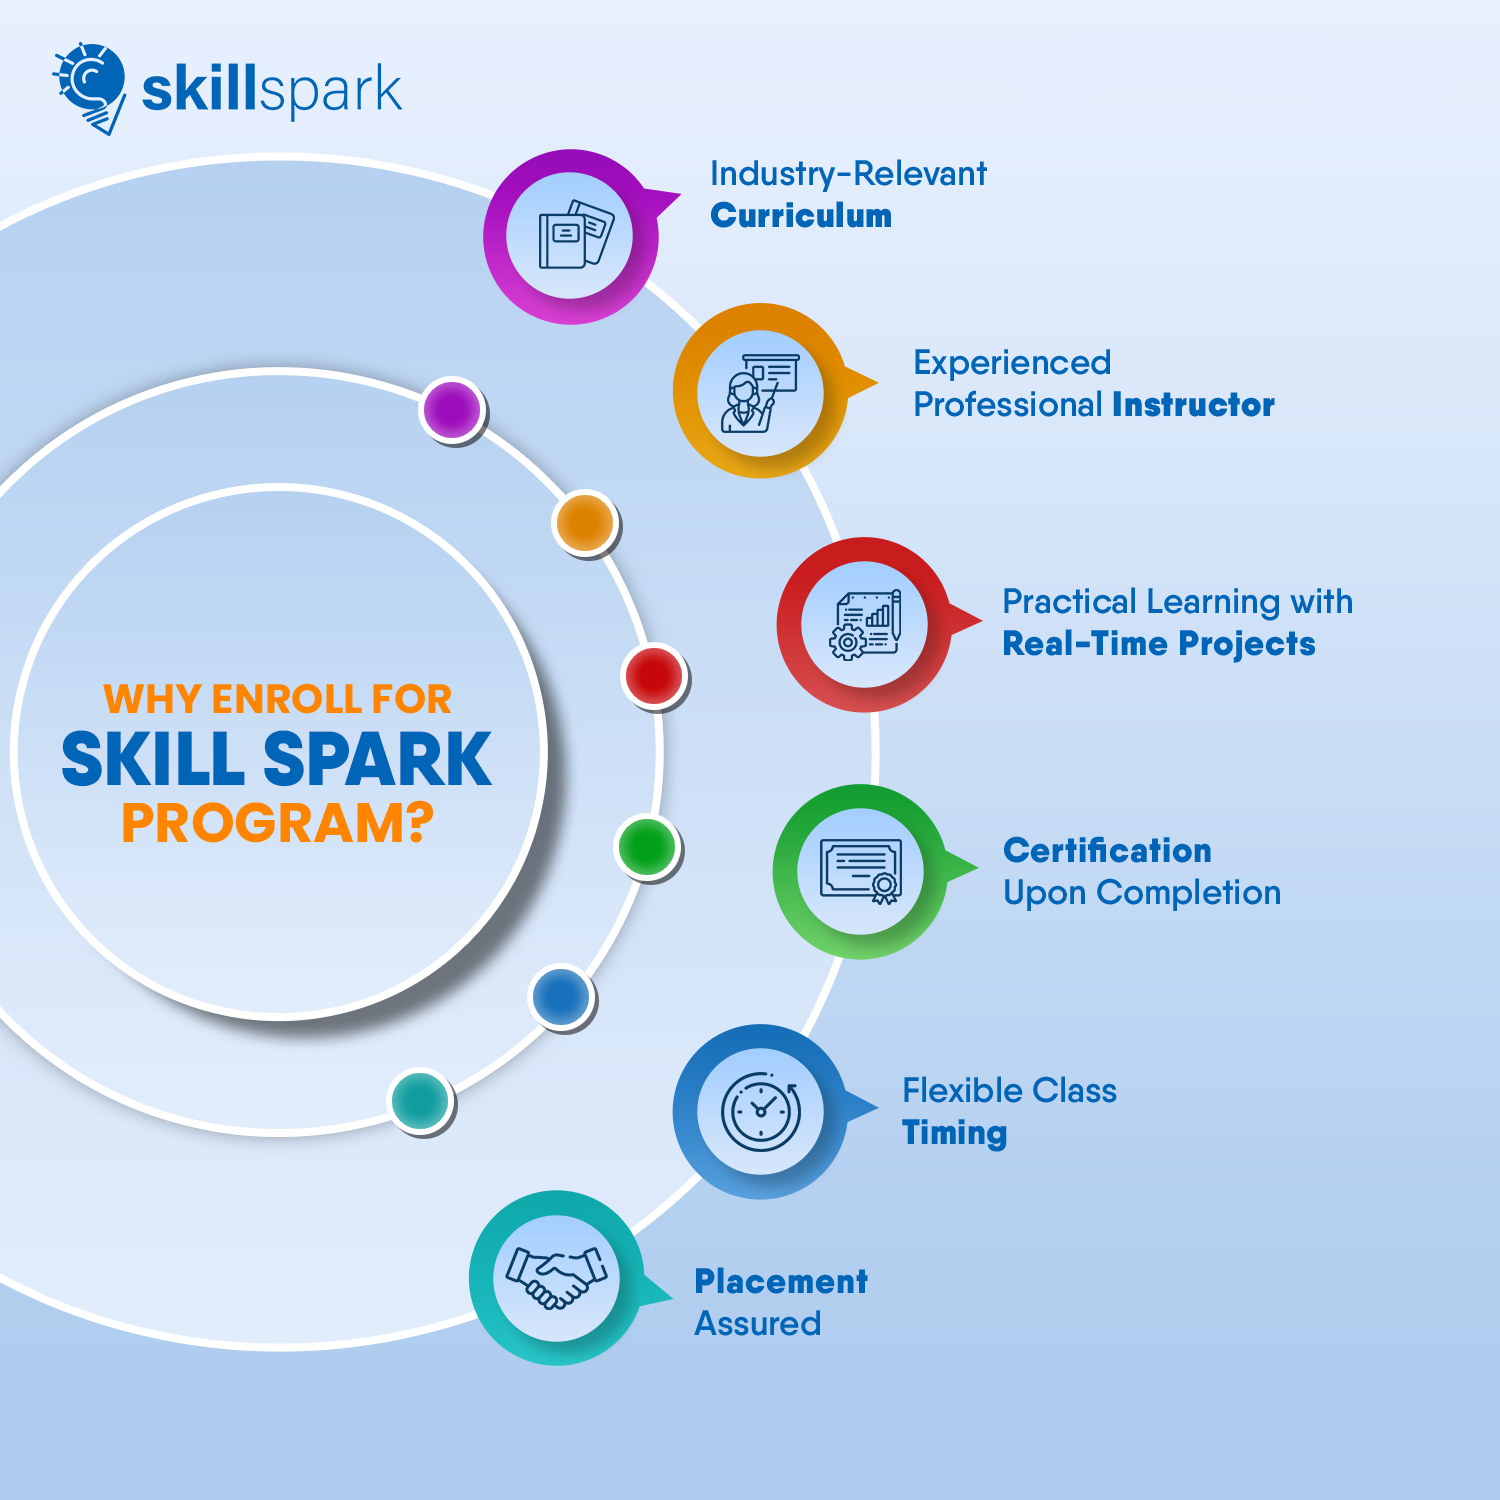 skillspark
Industry-Relevant
Curriculum
Experienced
Professional Instructor
Practical Learning with
Real-Time Projects
WHY ENROLL FOR
SKILL SPARK
PROGRAM?
Certification
Upon Completion
Flexible Class
Timing
Placement
Assured